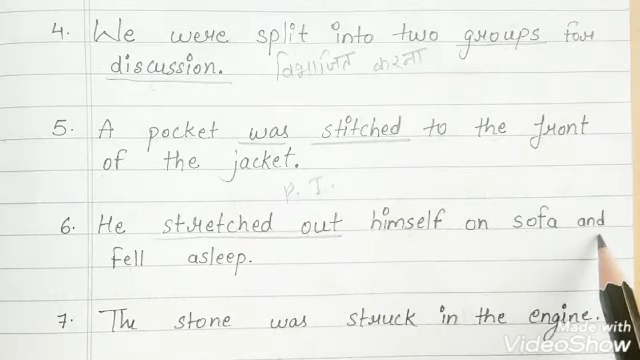 4. We were split into two groups for
discussion. विभाजित करना
5. A pocket was stitched to the front
of the jacket.
P. I.
6. He stretched out himself on sofa and
fell asleep.
7. The stone was struck in the engine.
Made with
VideoShow